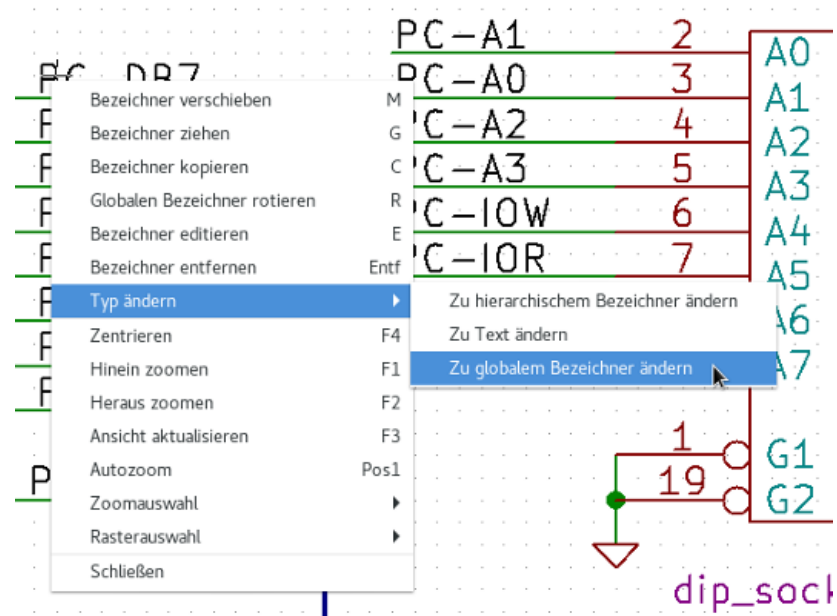 PC-A1 2 A0
PC-DB7 PC-A0 3 A1
PC-A2 4 A2
PC-A3 5 A3
PC-IOW 6 A4
PC-IOR 7 A5
A6
A7
Bezeichner verschieben M
Bezeichner ziehen G
Bezeichner kopieren C
Globalen Bezeichner rotieren R
Bezeichner editieren E
Bezeichner entfernen Entf
Typ ändern
Zentrieren F4
Hinein zoomen F1
Heraus zoomen F2
Ansicht aktualisieren F3
Autozoom Pos1
Zoomauswahl
Rasterauswahl
Schließen
Zu hierarchischem Bezeichner ändern
Zu Text ändern
Zu globalem Bezeichner ändern
1 G1
19 G2
dip_sock